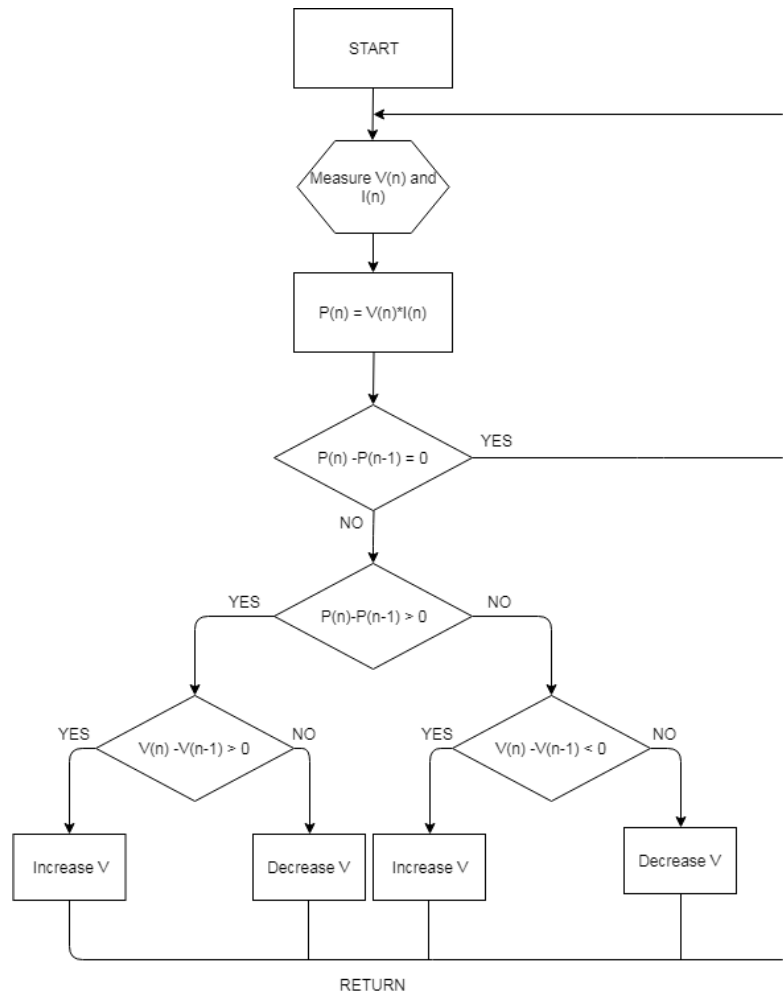 START
Measure V(n) and
I(n)
P(n) = V(n)*I(n)
P(n) -P(n-1) = 0
YES
NO
P(n)-P(n-1) > 0
YES
NO
V(n) -V(n-1) > 0
YES
NO
V(n) -V(n-1) < 0
YES
NO
Increase V
Decrease V
Increase V
Decrease V
RETURN